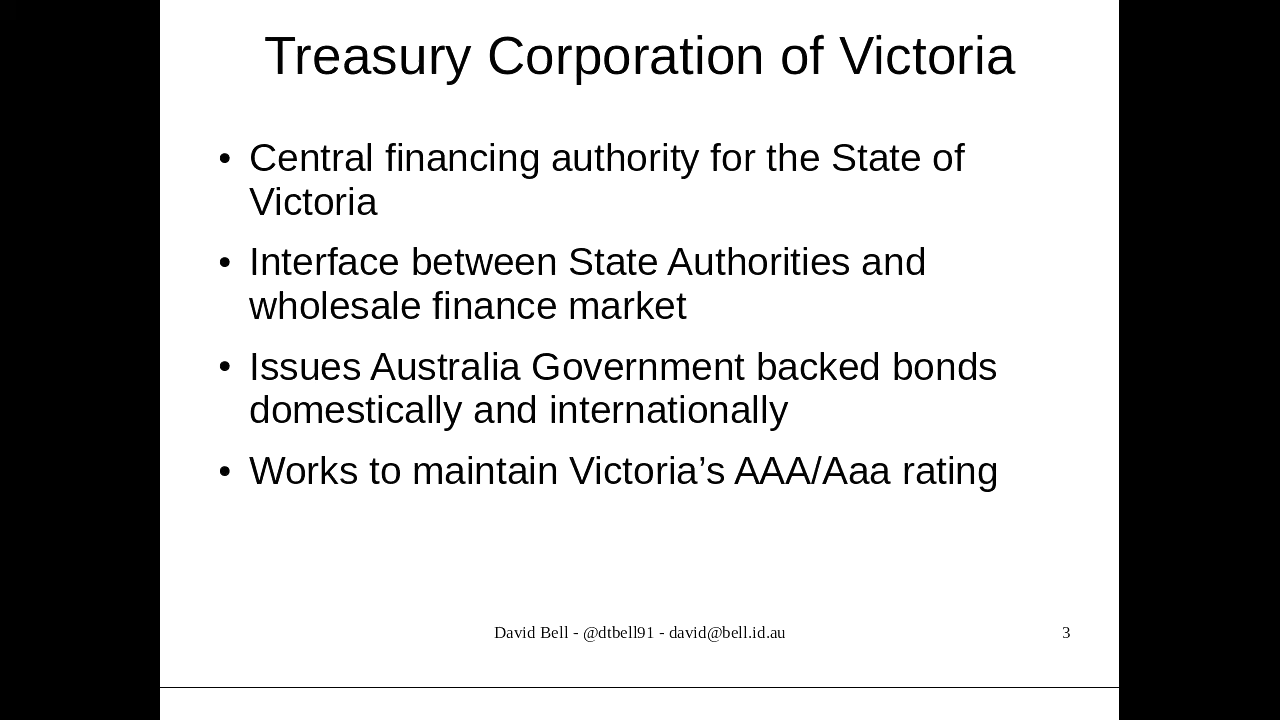 Treasury Corporation of Victoria
• Central financing authority for the State of
Victoria
• Interface between State Authorities and
wholesale finance market
• Issues Australia Government backed bonds
domestically and internationally
• Works to maintain Victoria’s AAA/Aaa rating
David Bell - @dtbell91 - david@bell.id.au
3